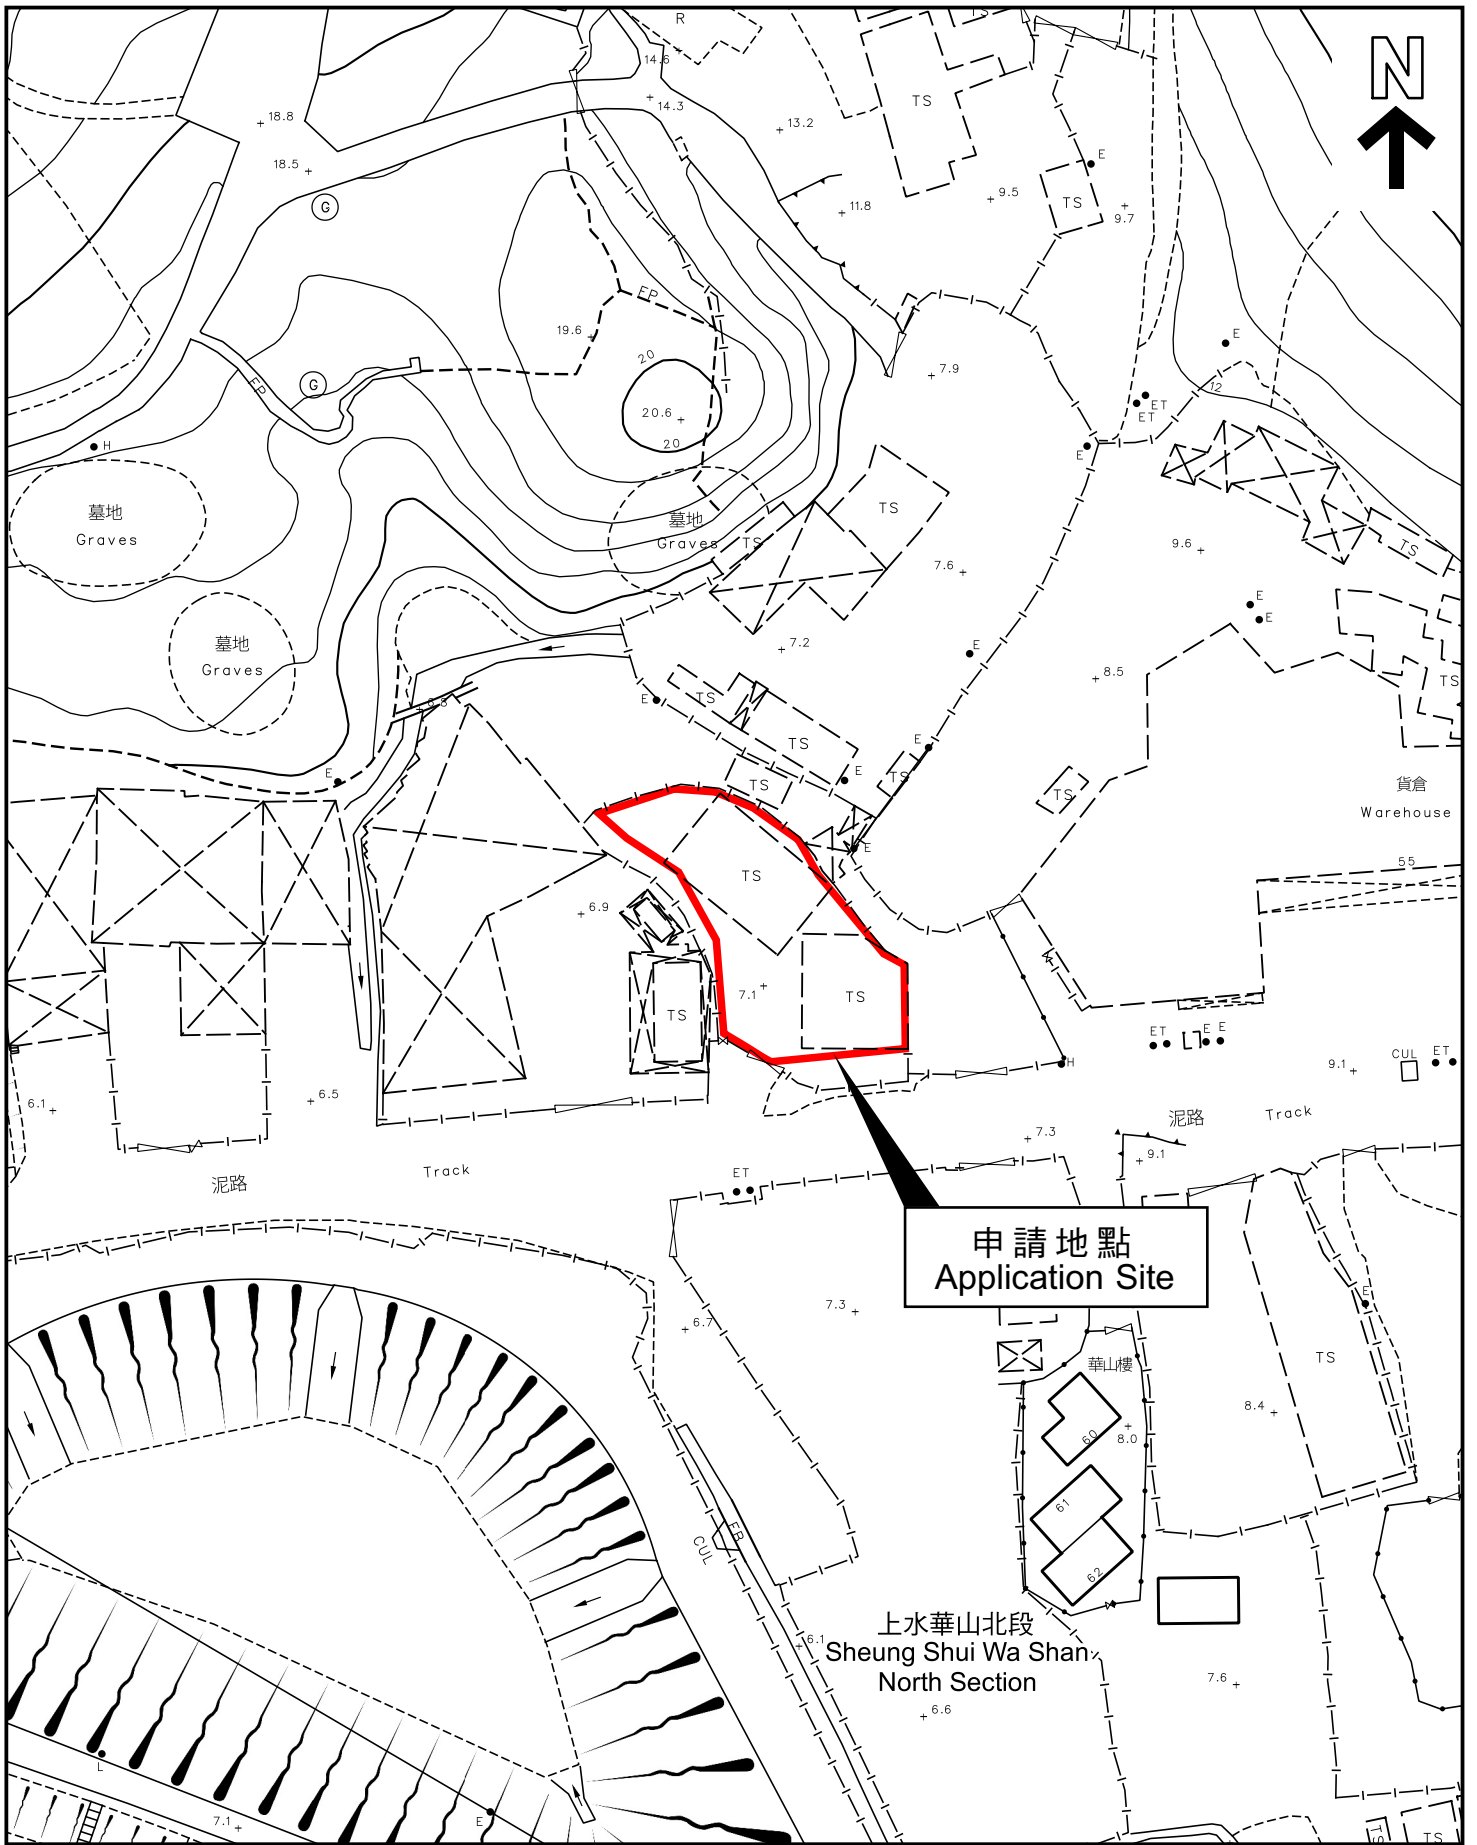 R
TS
14.6
TS
14.3
18.8
13.2
E
18.5
9.5
TS
G
11.8
9.7
EP
19.6
E
20
7.9
G
EP
12
ET
20.6
ET
20
H
E
墓地
Graves
TS
墓地
Graves
TS
9.6
TS
7.6
E
E
墓地
Graves
7.2
E
8.5
TS
E
TS
8.8
TS
E
E
TS
E
TS
TS
貨倉
Warehouse
E
55
TS
6.9
7.1
TS
TS
ET
E
E
CUL
ET
H
9.1
6.5
6.1
泥路
Track
7.3
9.1
泥路
Track
ET
申請地點
Application Site
7.3
6.7
E
華山樓
TS
8.4
60
8.0
61
EB
CUL
62
上水華山北段
Sheung Shui Wa Shan
North Section
6.1
7.6
6.6
L
7.1
E
TS
TS
N